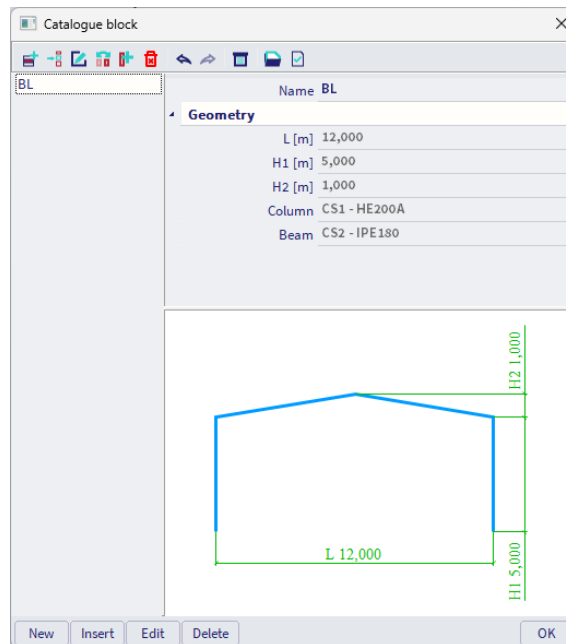 Catalogue block
BL
Name BL
Geometry
L [m] 12,000
H1 [m] 5,000
H2 [m] 1,000
Column CS1 - HE200A
Beam CS2 - IPE180
H2 1,000
L 12,000
H1 5,000
New Insert Edit Delete OK